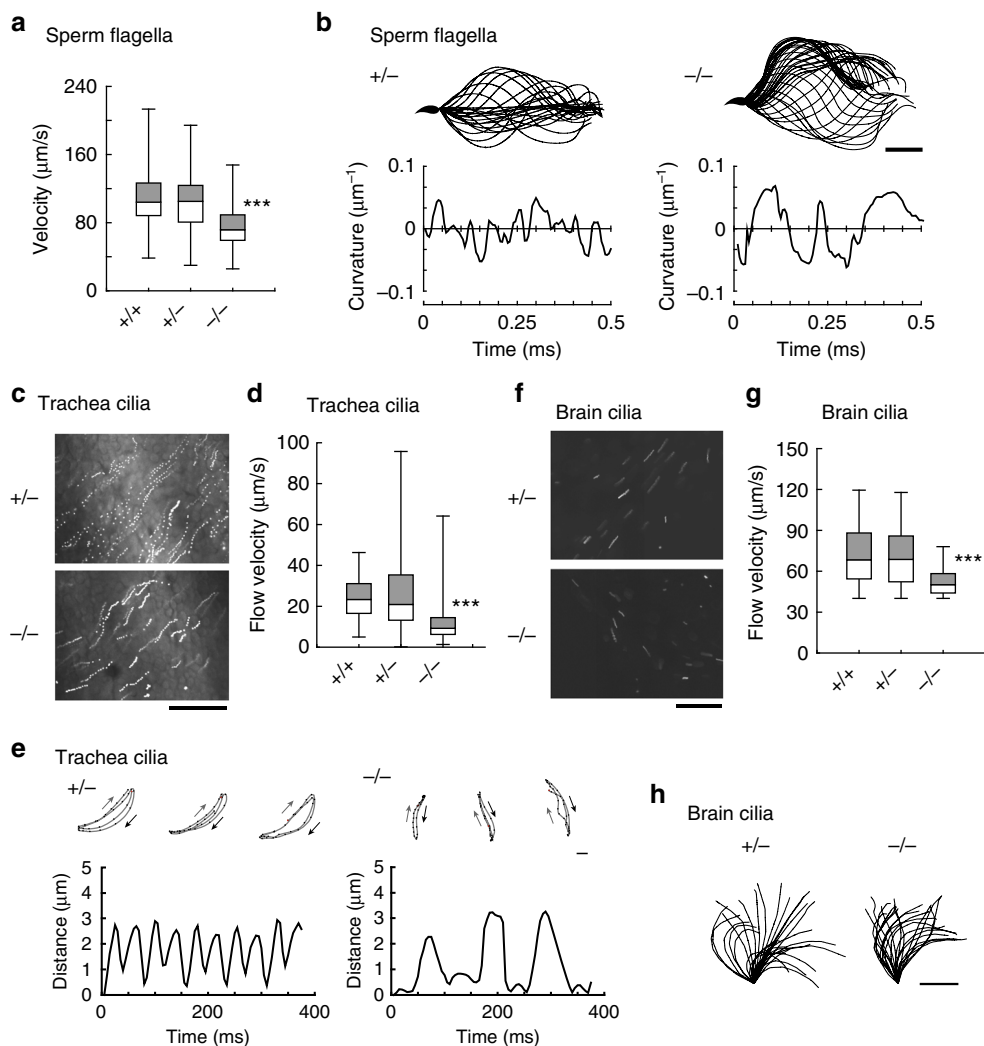 a
Sperm flagella
Velocity (μm/s)
240
160
80
0
***
+/+
+/−
−/−
b
Sperm flagella
+/−
−/−
Curvature (μm⁻¹)
0.1
0
−0.1
0
0.25
0.5
Time (ms)
Curvature (μm⁻¹)
0.1
0
−0.1
0
0.25
0.5
Time (ms)
c
Trachea cilia
+/−
−/−
d
Trachea cilia
Flow velocity (μm/s)
100
80
60
40
20
0
***
+/+
+/−
−/−
f
Brain cilia
+/−
−/−
g
Brain cilia
Flow velocity (μm/s)
150
120
90
60
30
0
***
+/+
+/−
−/−
e
Trachea cilia
+/−
−/−
Distance (μm)
5
4
3
2
1
0
0
200
400
Time (ms)
Distance (μm)
5
4
3
2
1
0
0
200
400
Time (ms)
h
Brain cilia
+/−
−/−